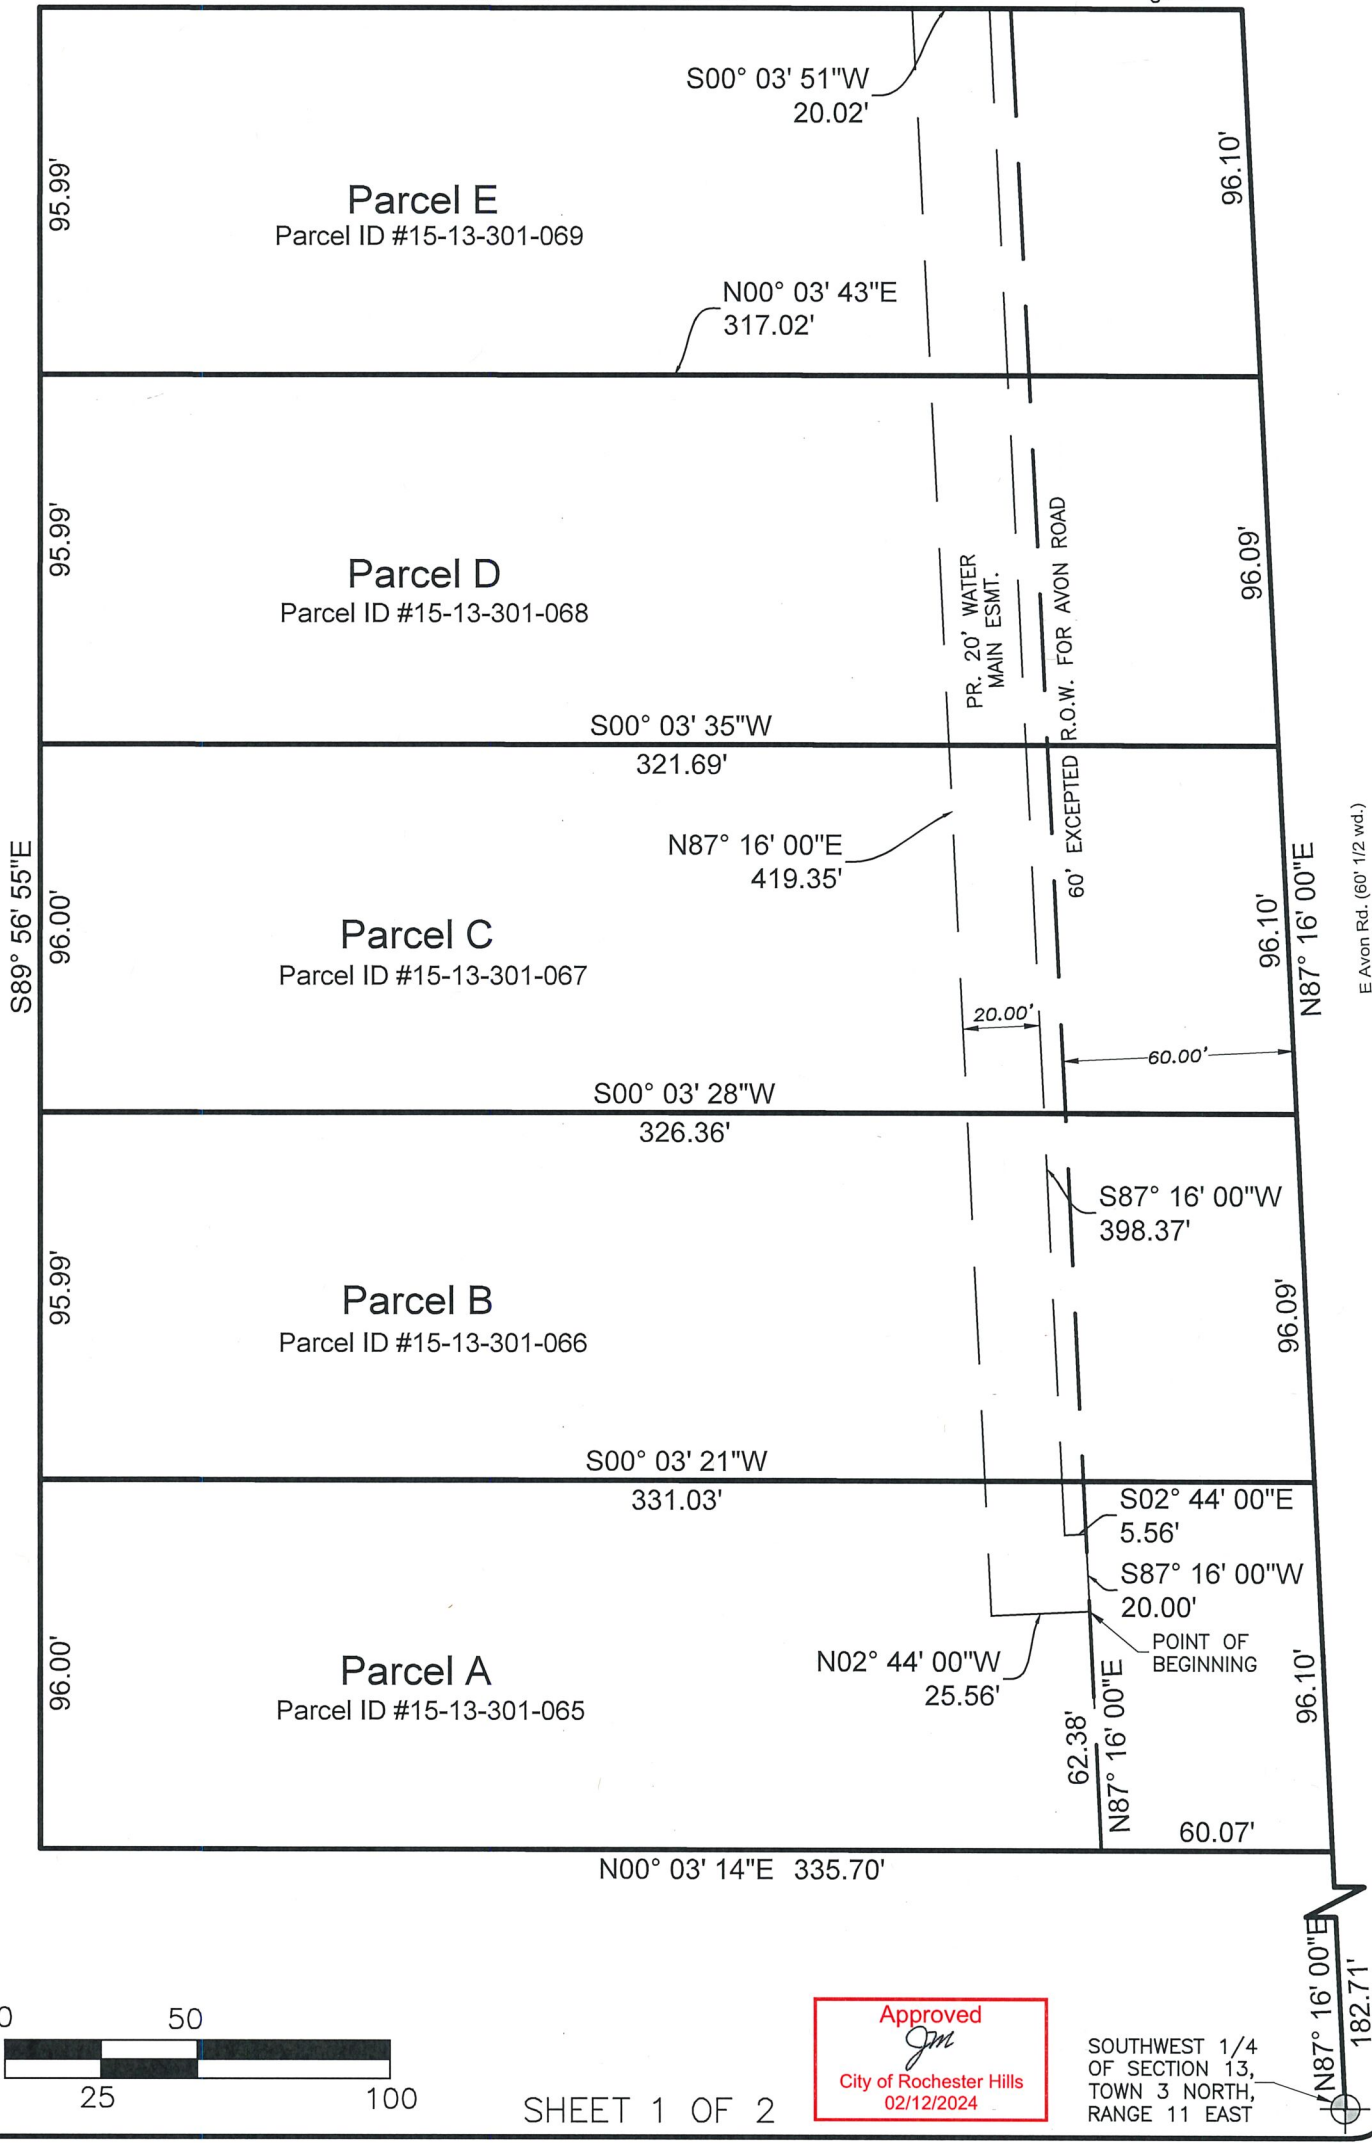 S00° 03' 51"W
20.02'
95.99'
96.10'
Parcel E
Parcel ID #15-13-301-069
N00° 03' 43"E
317.02'
95.99'
96.09'
Parcel D
Parcel ID #15-13-301-068
PR. 20' WATER
MAIN ESMT.
60' EXCEPTED R.O.W. FOR AVON ROAD
S00° 03' 35"W
321.69'
N87° 16' 00"E
419.35'
S89° 56' 55"E
96.00'
Parcel C
Parcel ID #15-13-301-067
96.10'
N87° 16' 00"E
E Avon Rd. (60' 1/2 wd.)
20.00'
60.00'
S00° 03' 28"W
326.36'
S87° 16' 00"W
398.37'
95.99'
Parcel B
Parcel ID #15-13-301-066
96.09'
S00° 03' 21"W
331.03'
S02° 44' 00"E
5.56'
S87° 16' 00"W
20.00'
POINT OF
BEGINNING
N02° 44' 00"W
25.56'
96.00'
Parcel A
Parcel ID #15-13-301-065
62.38'
N87° 16' 00"E
96.10'
60.07'
N00° 03' 14"E 335.70'
N87° 16' 00"E
182.71'
0
50
25
100
SHEET 1 OF 2
Approved
JM
City of Rochester Hills
02/12/2024
SOUTHWEST 1/4
OF SECTION 13,
TOWN 3 NORTH,
RANGE 11 EAST